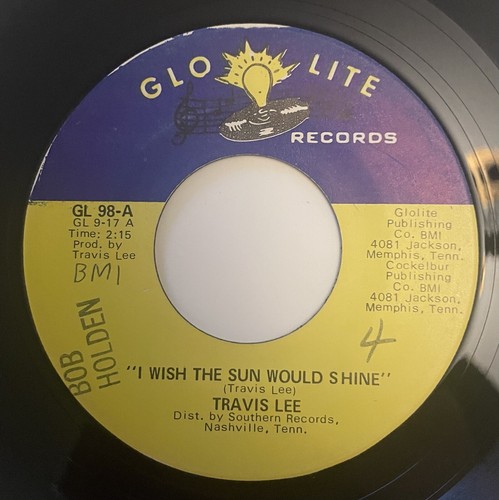 GLO LITE
RECORDS
GL 98-A
GL 9-17 A
Time: 2:15
Prod. by
Travis Lee
BMI
BOB
HOLDEN
Glolite
Publishing
Co. BMI
4081 Jackson,
Memphis, Tenn.
Cockelbur
Publishing
Co. BMI
4081 Jackson,
Memphis, Tenn.
4
"I WISH THE SUN WOULD SHINE"
(Travis Lee)
TRAVIS LEE
Dist. by Southern Records,
Nashville, Tenn.